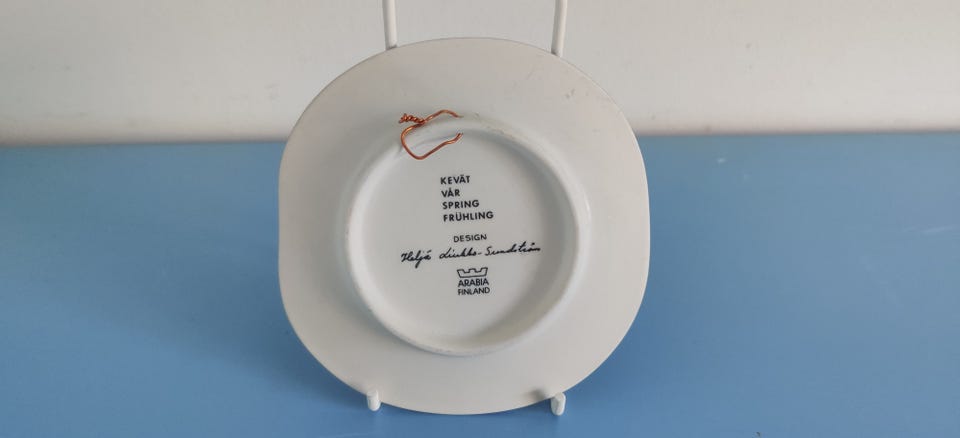 KEVÄT
VÅR
SPRING
FRÜHLING
DESIGN
Heljä Liukko-Sundström
ARABIA
FINLAND